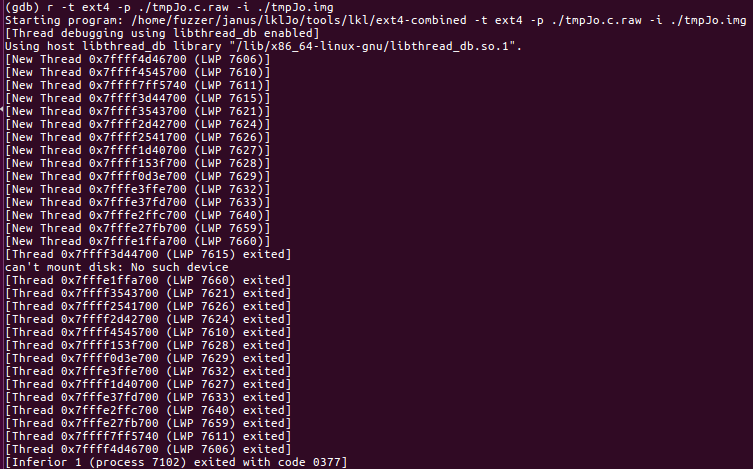 (gdb) r -t ext4 -p ./tmpJo.c.raw -i ./tmpJo.img
Starting program: /home/fuzzer/janus/lklJo/tools/lkl/ext4-combined -t ext4 -p ./tmpJo.c.raw -i ./tmpJo.img
[Thread debugging using libthread_db enabled]
Using host libthread_db library "/lib/x86_64-linux-gnu/libthread_db.so.1".
[New Thread 0x7ffff4d46700 (LWP 7606)]
[New Thread 0x7ffff4545700 (LWP 7610)]
[New Thread 0x7ffff7ff5740 (LWP 7611)]
[New Thread 0x7ffff3d44700 (LWP 7615)]
[New Thread 0x7ffff3543700 (LWP 7621)]
[New Thread 0x7ffff2d42700 (LWP 7624)]
[New Thread 0x7ffff2541700 (LWP 7626)]
[New Thread 0x7ffff1d40700 (LWP 7627)]
[New Thread 0x7ffff153f700 (LWP 7628)]
[New Thread 0x7ffff0d3e700 (LWP 7629)]
[New Thread 0x7fffe3ffe700 (LWP 7632)]
[New Thread 0x7fffe37fd700 (LWP 7633)]
[New Thread 0x7fffe2ffc700 (LWP 7640)]
[New Thread 0x7fffe27fb700 (LWP 7659)]
[New Thread 0x7fffe1ffa700 (LWP 7660)]
[Thread 0x7ffff3d44700 (LWP 7615) exited]
can't mount disk: No such device
[Thread 0x7fffe1ffa700 (LWP 7660) exited]
[Thread 0x7ffff3543700 (LWP 7621) exited]
[Thread 0x7ffff2541700 (LWP 7626) exited]
[Thread 0x7ffff2d42700 (LWP 7624) exited]
[Thread 0x7ffff4545700 (LWP 7610) exited]
[Thread 0x7ffff153f700 (LWP 7628) exited]
[Thread 0x7ffff0d3e700 (LWP 7629) exited]
[Thread 0x7fffe3ffe700 (LWP 7632) exited]
[Thread 0x7ffff1d40700 (LWP 7627) exited]
[Thread 0x7fffe37fd700 (LWP 7633) exited]
[Thread 0x7fffe2ffc700 (LWP 7640) exited]
[Thread 0x7fffe27fb700 (LWP 7659) exited]
[Thread 0x7ffff7ff5740 (LWP 7611) exited]
[Thread 0x7ffff4d46700 (LWP 7606) exited]
[Inferior 1 (process 7102) exited with code 0377]